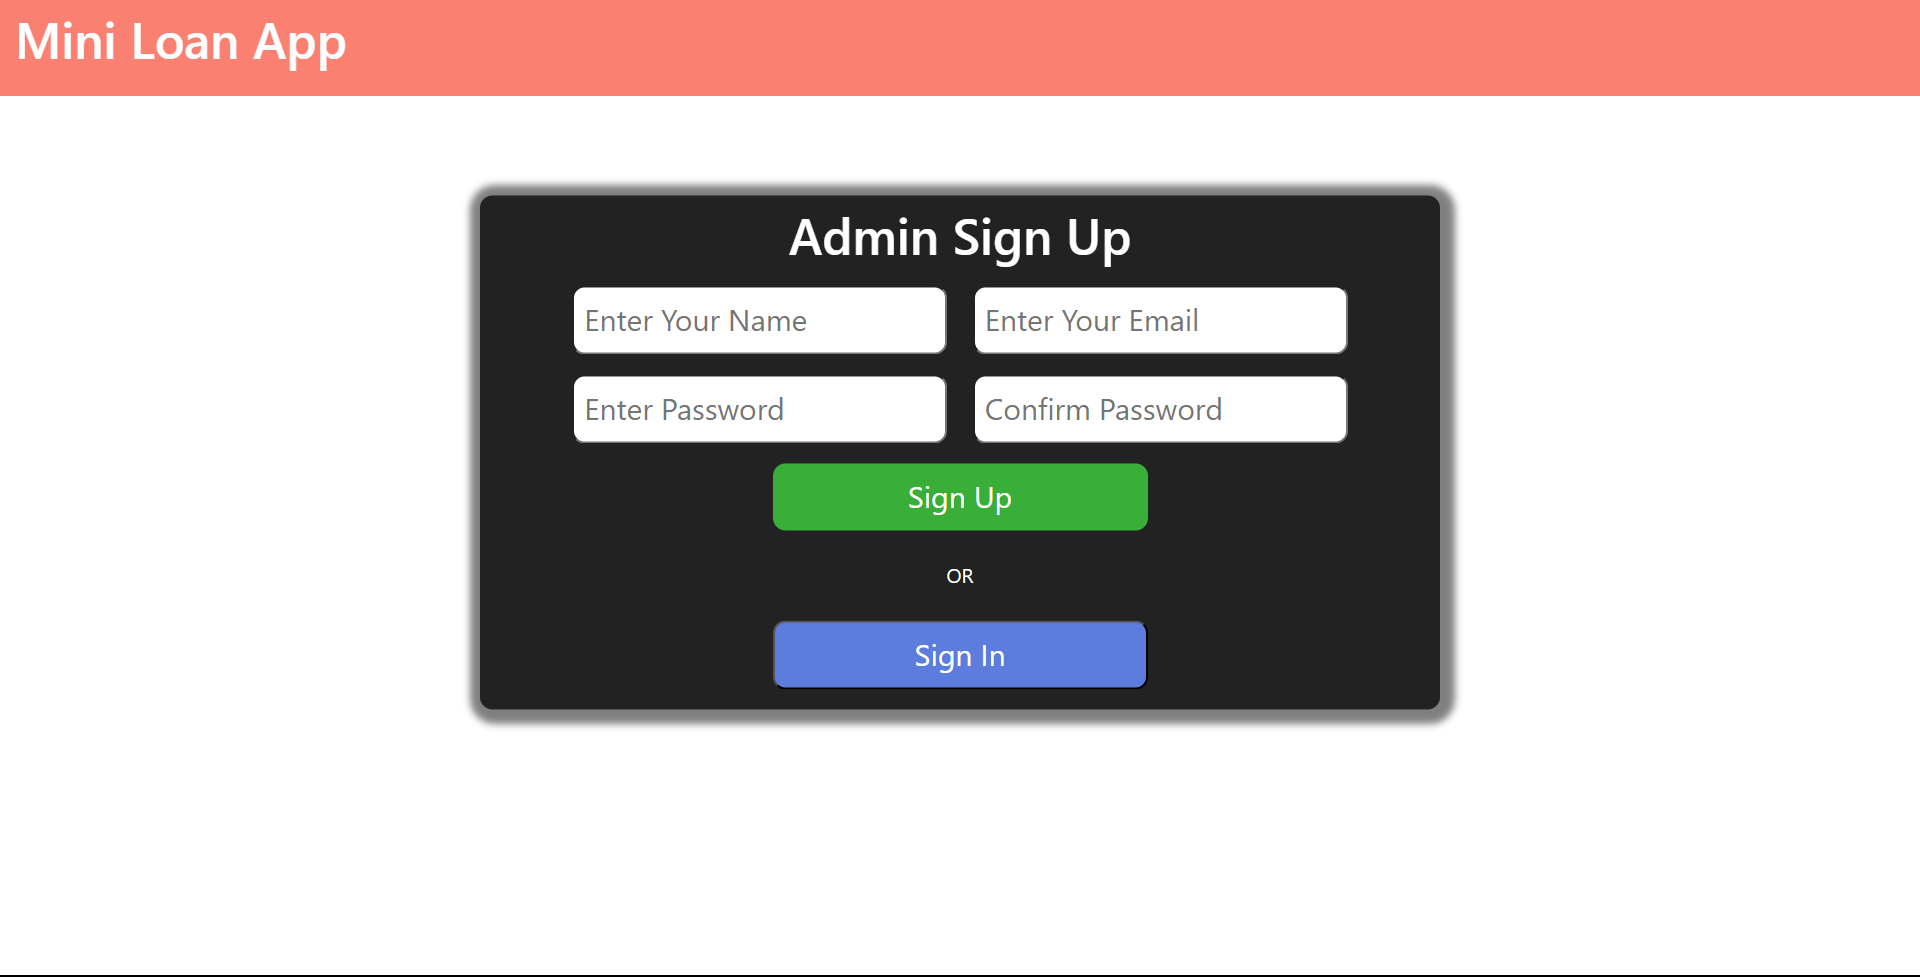 Mini Loan App
Admin Sign Up
Enter Your Name
Enter Your Email
Enter Password
Confirm Password
Sign Up
OR
Sign In